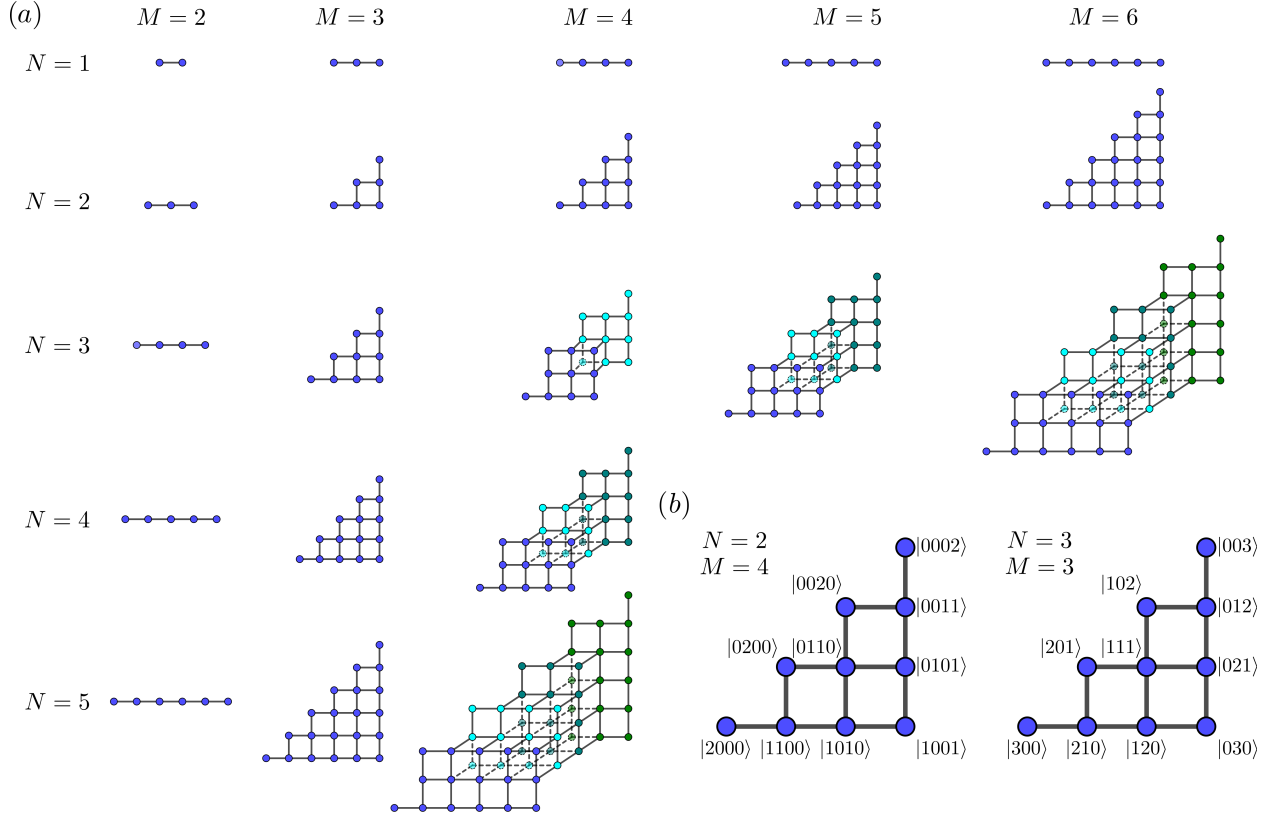 (a)
M = 2
M = 3
M = 4
M = 5
M = 6
N = 1
N = 2
N = 3
N = 4
N = 5
(b)
N = 2
M = 4
|0002⟩
|0020⟩
|0011⟩
|0200⟩
|0110⟩
|0101⟩
|2000⟩
|1100⟩
|1010⟩
|1001⟩
N = 3
M = 3
|003⟩
|102⟩
|012⟩
|201⟩
|111⟩
|021⟩
|300⟩
|210⟩
|120⟩
|030⟩